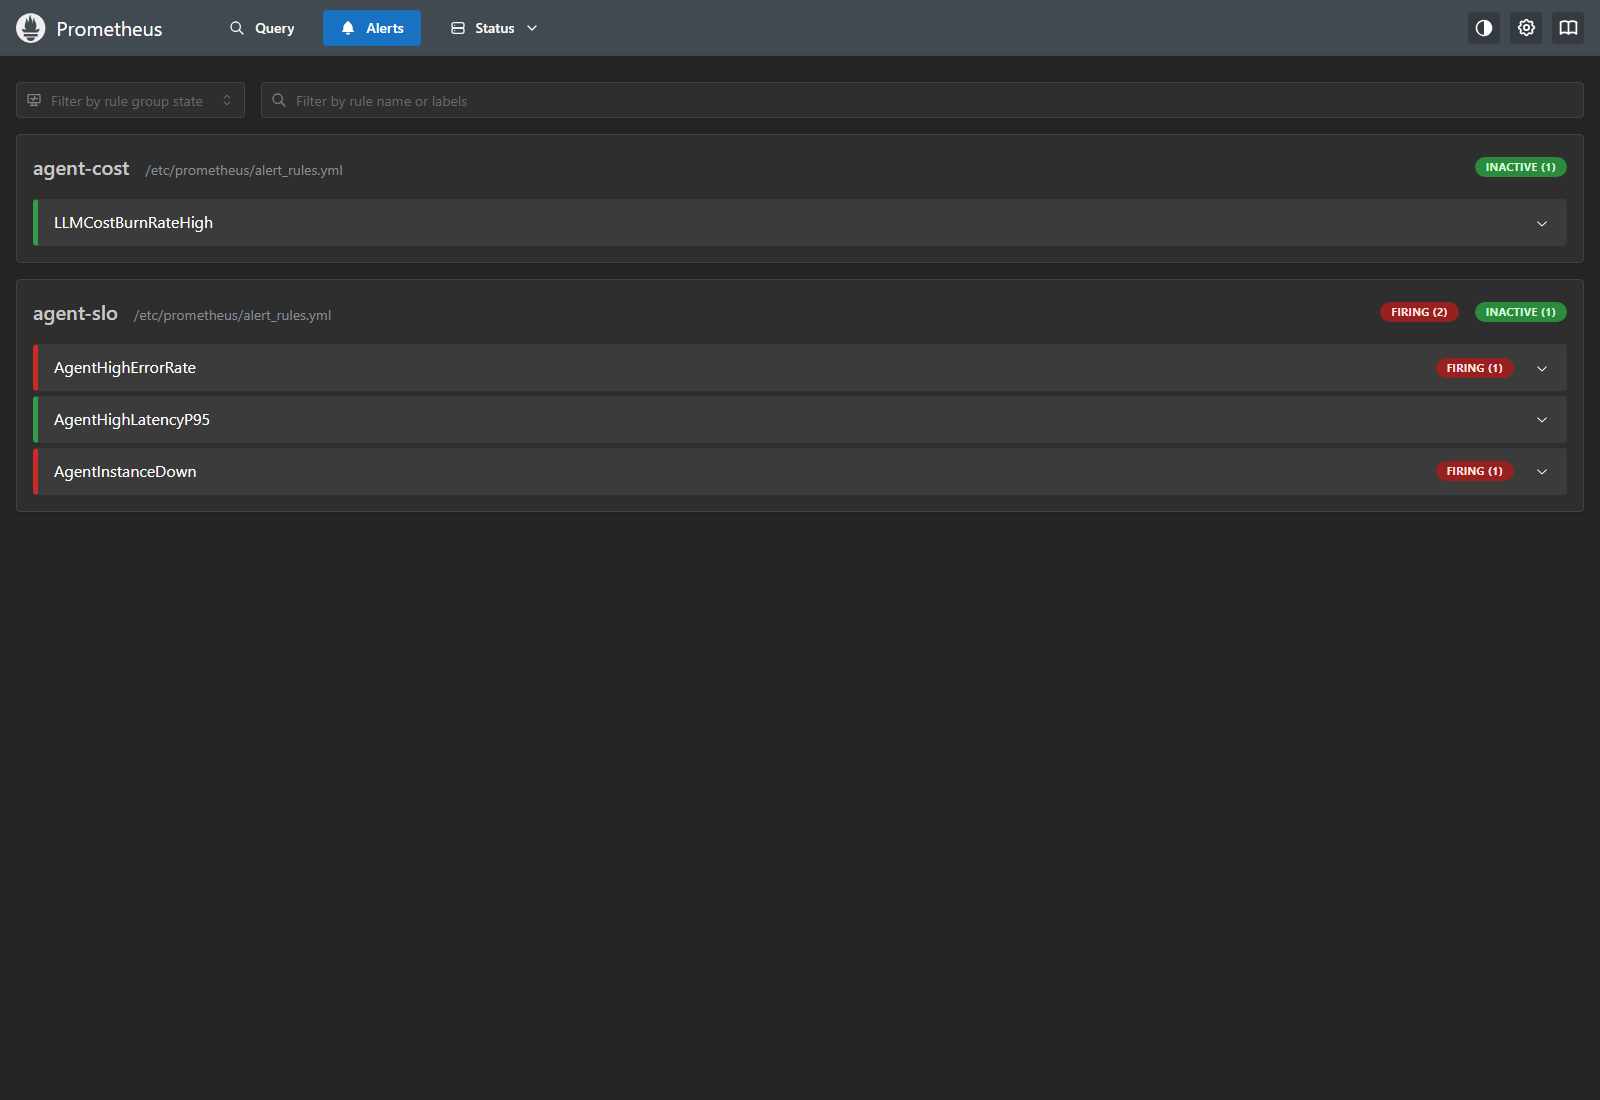 Prometheus Query Alerts Status
Filter by rule group state Filter by rule name or labels
agent-cost /etc/prometheus/alert_rules.yml INACTIVE (1)
LLMCostBurnRateHigh
agent-slo /etc/prometheus/alert_rules.yml FIRING (2) INACTIVE (1)
AgentHighErrorRate FIRING (1)
AgentHighLatencyP95
AgentInstanceDown FIRING (1)